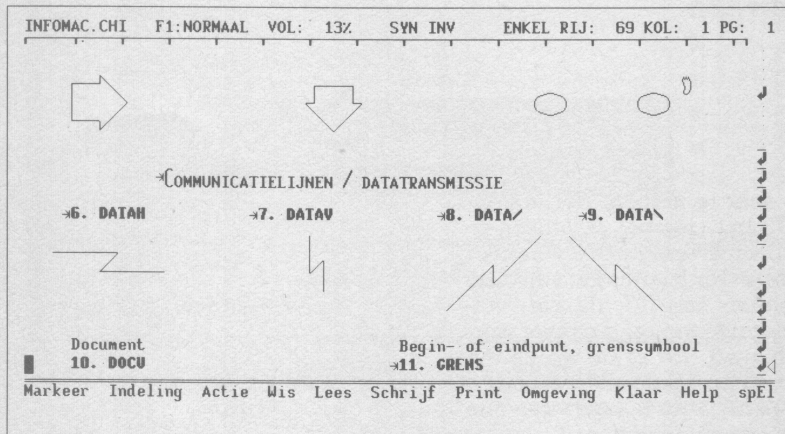 INFOMAC.CHI F1:NORMAAL VOL: 13% SYN INV ENKEL RIJ: 69 KOL: 1 PG: 1
COMMUNICATIELIJNEN / DATATRANSMISSIE
6. DATAH 7. DATAV 8. DATA/ 9. DATA\
Document Begin- of eindpunt, grenssymbool
10. DOCU 11. GRENS
Markeer Indeling Actie Wis Lees Schrijf Print Omgeving Klaar Help spEl